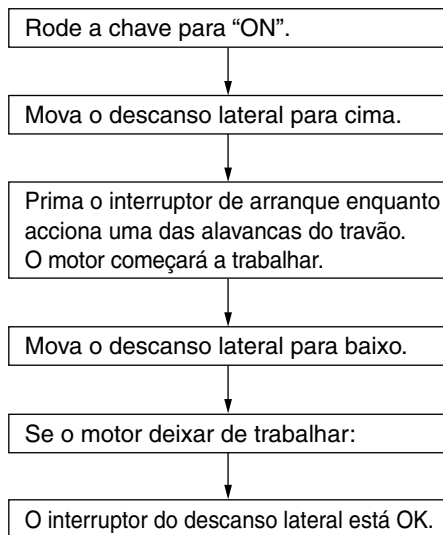 Rode a chave para “ON”.
Mova o descanso lateral para cima.
Prima o interruptor de arranque enquanto
acciona uma das alavancas do travão.
O motor começará a trabalhar.
Mova o descanso lateral para baixo.
Se o motor deixar de trabalhar:
O interruptor do descanso lateral está OK.